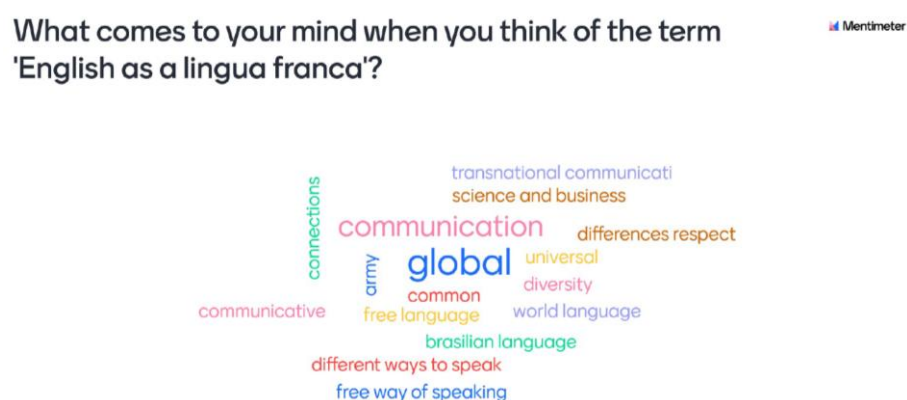 What comes to your mind when you think of the term
'English as a lingua franca'?
Mentimeter
transnational communicati
science and business
connections
communication
differences respect
army
global
universal
diversity
common
communicative
free language
world language
brasilian language
different ways to speak
free way of speaking